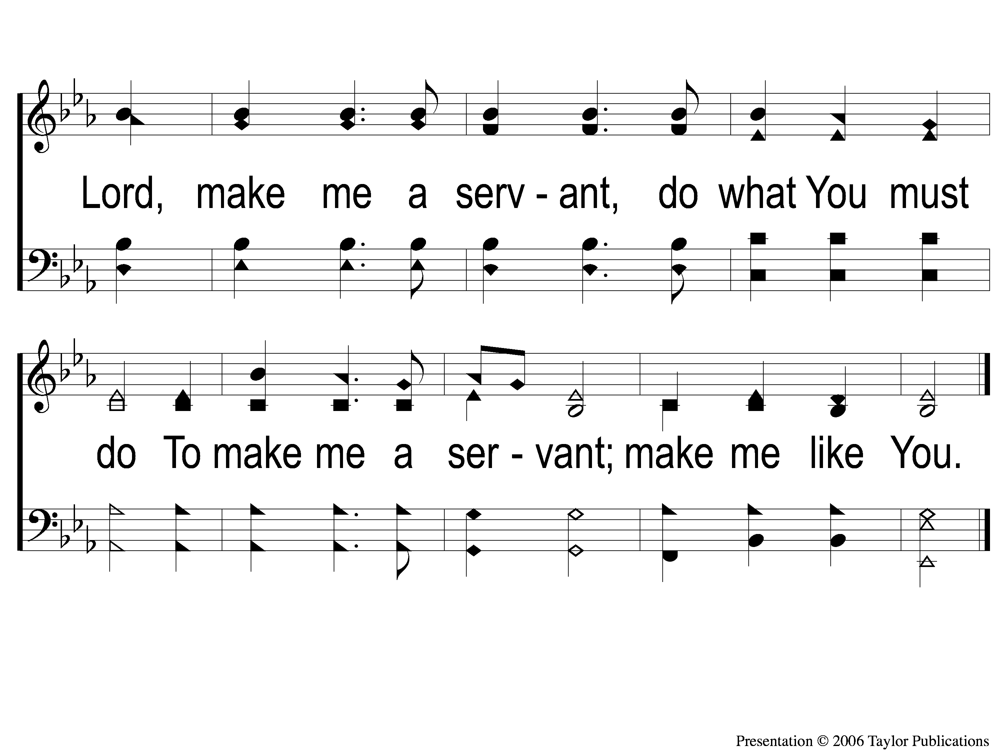 Lord, make me a serv - ant, do what You must
do To make me a ser - vant; make me like You.
Presentation © 2006 Taylor Publications